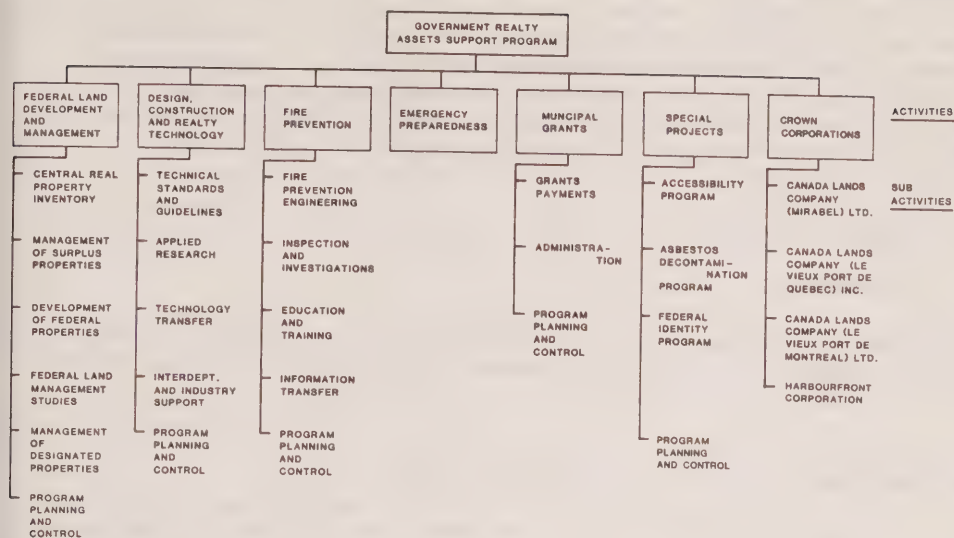 GOVERNMENT REALTY
ASSETS SUPPORT PROGRAM
FEDERAL LAND
DEVELOPMENT
AND
MANAGEMENT
DESIGN,
CONSTRUCTION
AND REALTY
TECHNOLOGY
FIRE
PREVENTION
EMERGENCY
PREPAREDNESS
MUNCIPAL
GRANTS
SPECIAL
PROJECTS
CROWN
CORPORATIONS
ACTIVITIES
CENTRAL REAL
PROPERTY
INVENTORY
MANAGEMENT
OF SURPLUS
PROPERTIES
DEVELOPMENT
OF FEDERAL
PROPERTIES
FEDERAL LAND
MANAGEMENT
STUDIES
MANAGEMENT
OF
DESIGNATED
PROPERTIES
PROGRAM
PLANNING
AND
CONTROL
TECHNICAL
STANDARDS
AND
GUIDELINES
APPLIED
RESEARCH
TECHNOLOGY
TRANSFER
INTERDEPT.
AND INDUSTRY
SUPPORT
PROGRAM
PLANNING
AND
CONTROL
FIRE
PREVENTION
ENGINEERING
INSPECTION
AND
INVESTIGATIONS
EDUCATION
AND
TRAINING
INFORMATION
TRANSFER
PROGRAM
PLANNING
AND
CONTROL
GRANTS
PAYMENTS
ADMINISTRA-
TION
PROGRAM
PLANNING
AND
CONTROL
ACCESSIBILITY
PROGRAM
ASBESTOS
DECONTAMI-
NATION
PROGRAM
FEDERAL
IDENTITY
PROGRAM
PROGRAM
PLANNING
AND CONTROL
CANADA LANDS
COMPANY
(MIRABEL) LTD.
CANADA LANDS
COMPANY (LE
VIEUX PORT DE
QUEBEC) INC.
CANADA LANDS
COMPANY (LE
VIEUX PORT DE
MONTREAL) LTD.
HARBOURFRONT
CORPORATION
SUB
ACTIVITIES